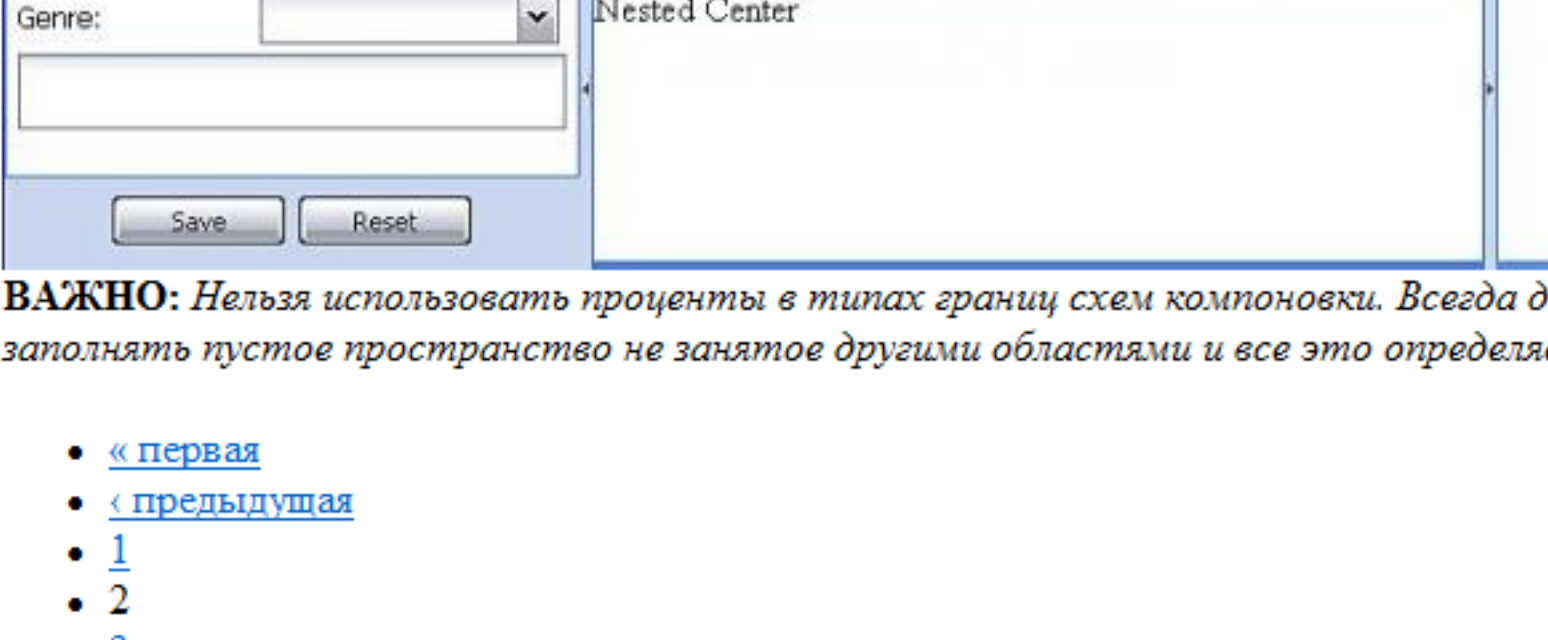 Genre:
Nested Center
Save Reset
ВАЖНО: Нельзя использовать проценты в типах границ схем компоновки. Всегда
заполнять пустое пространство не занятое другими областями и все это
« первая
‹ предыдущая
1
2